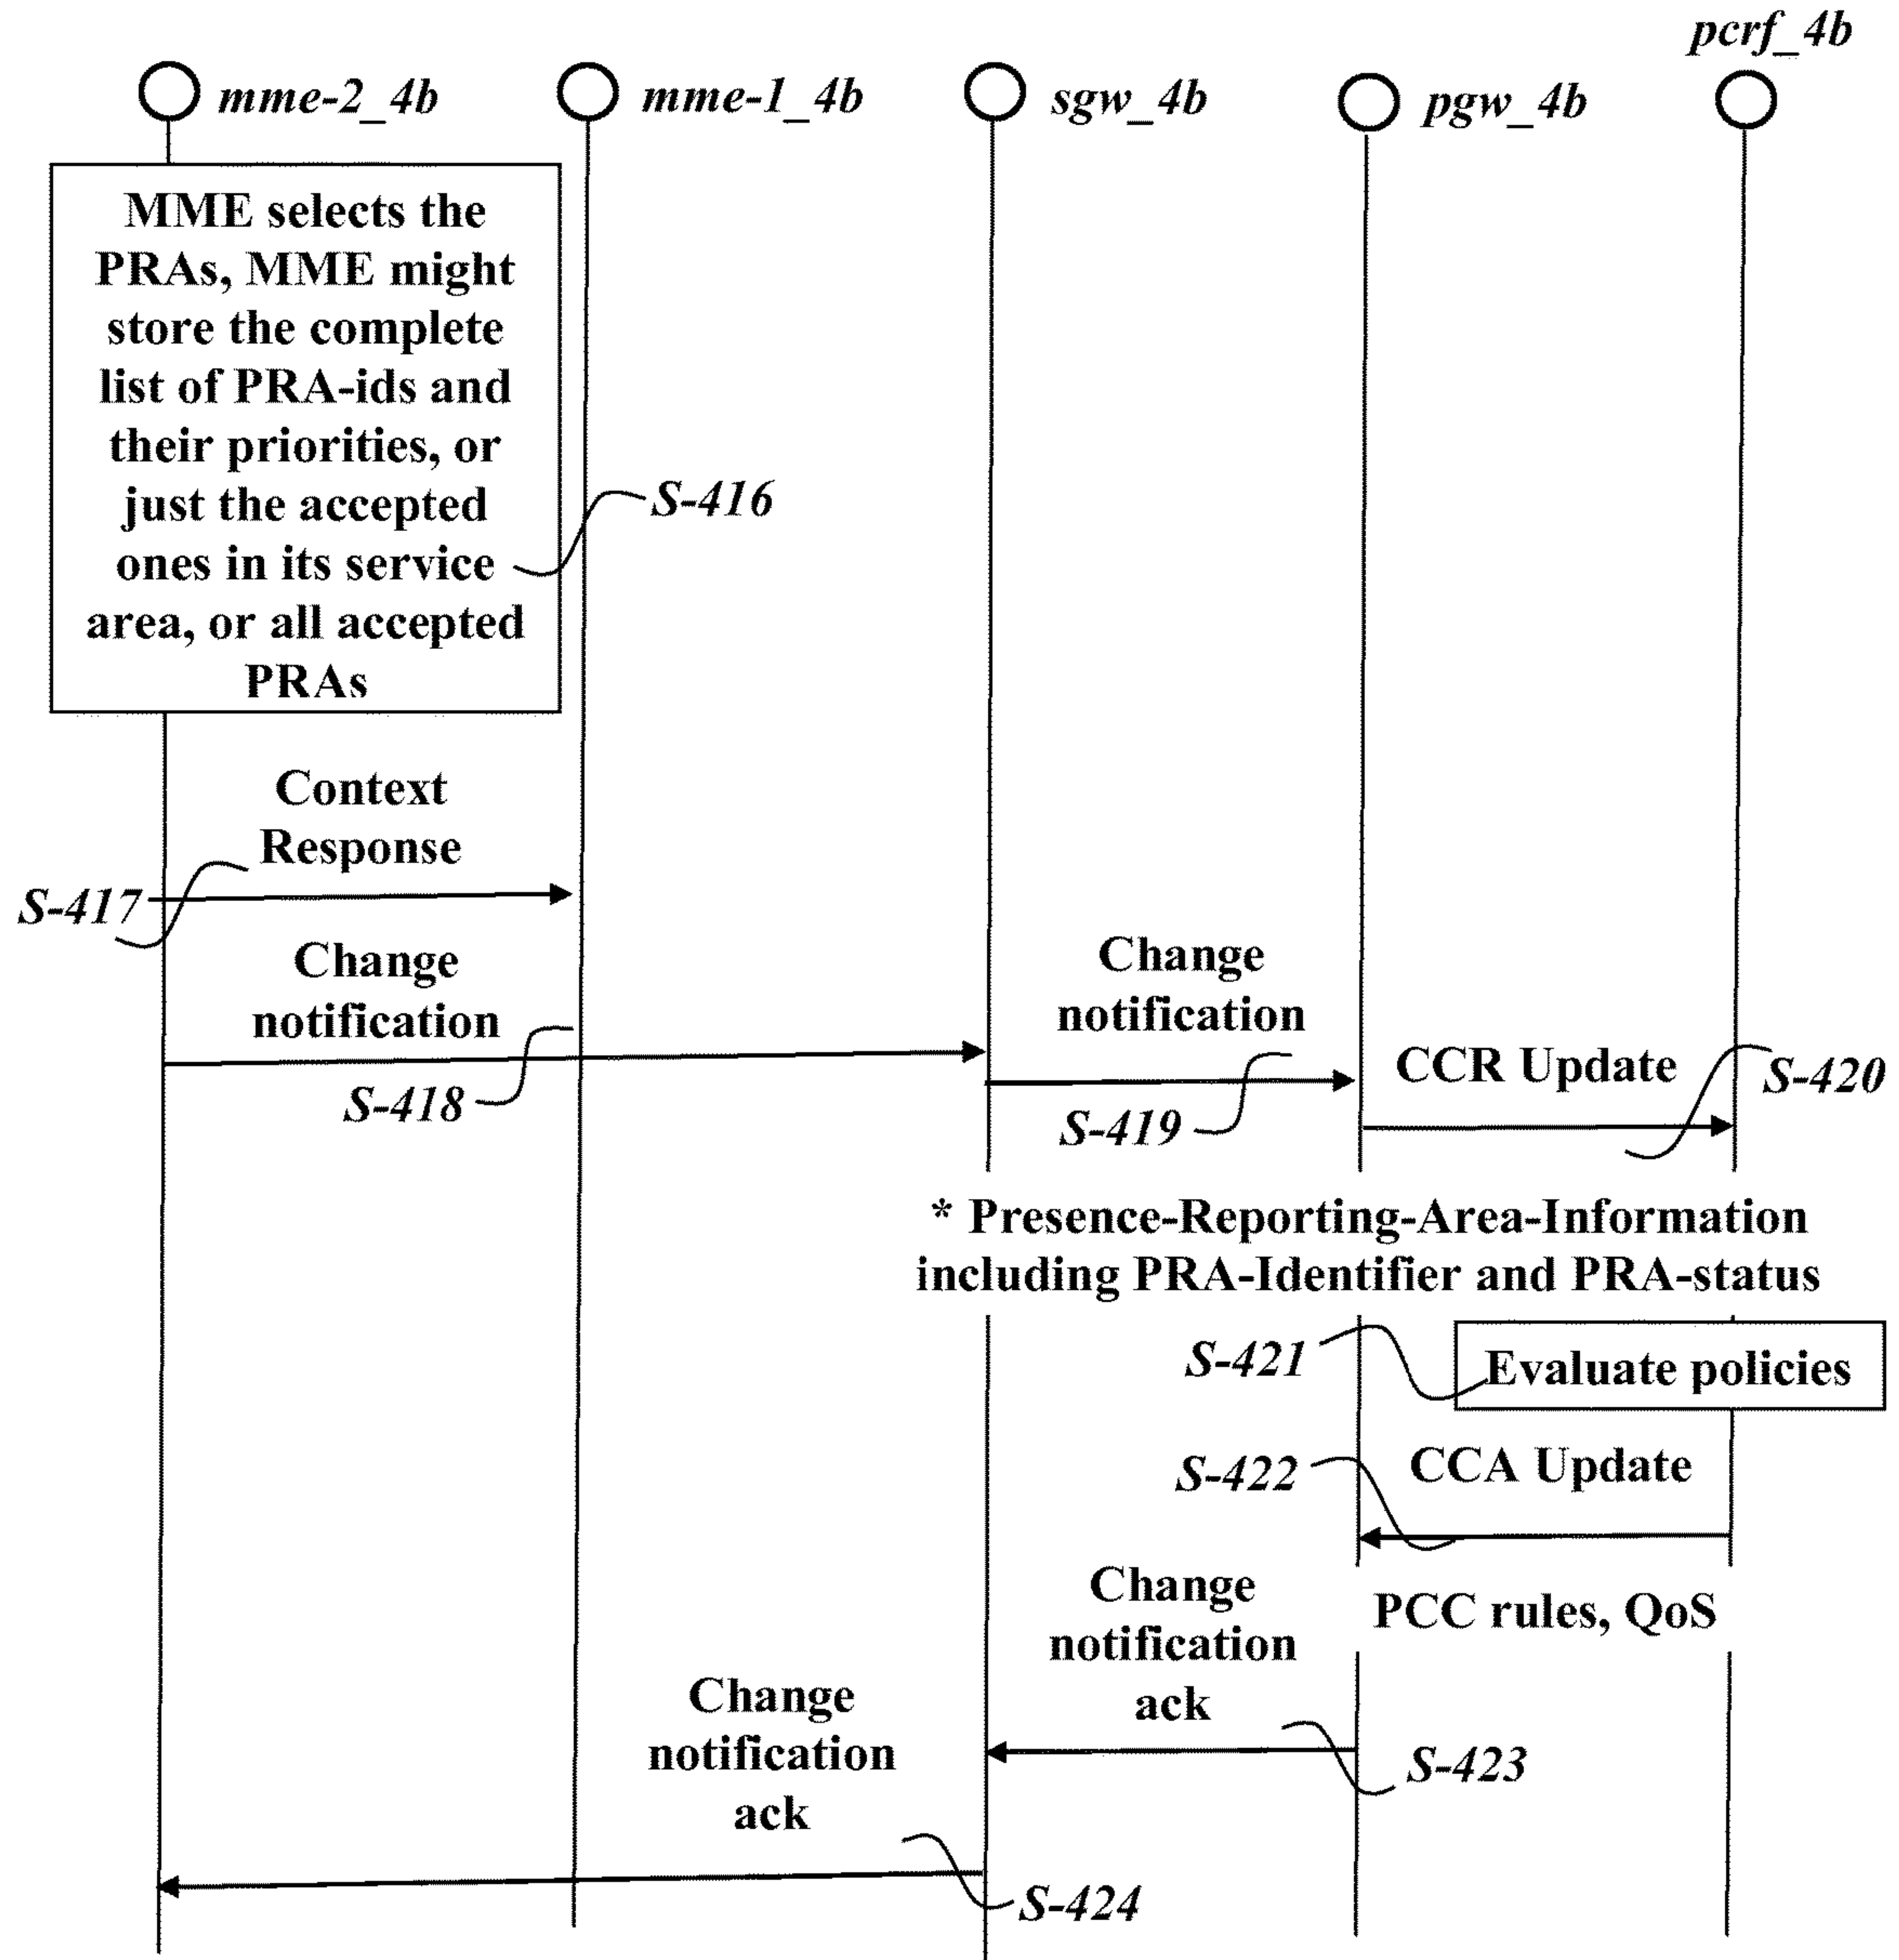 pcrf_4b
mme-2_4b
mme-1_4b
sgw_4b
pgw_4b
MME selects the
PRAs, MME might
store the complete
list of PRA-ids and
their priorities, or
just the accepted
ones in its service
area, or all accepted
PRAs
S-416
Context
Response
S-417
Change
notification
S-418
Change
notification
S-419
CCR Update
S-420
* Presence-Reporting-Area-Information
including PRA-Identifier and PRA-status
S-421
Evaluate policies
S-422
CCA Update
PCC rules, QoS
Change
notification
ack
S-423
Change
notification
ack
S-424